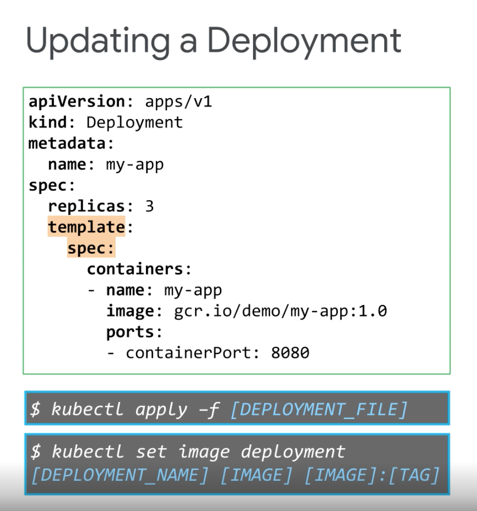 Updating a Deployment
apiVersion: apps/v1
kind: Deployment
metadata:
  name: my-app
spec:
  replicas: 3
  template:
    spec:
      containers:
      - name: my-app
        image: gcr.io/demo/my-app:1.0
        ports:
        - containerPort: 8080
$ kubectl apply –f [DEPLOYMENT_FILE]
$ kubectl set image deployment
[DEPLOYMENT_NAME] [IMAGE] [IMAGE]:[TAG]